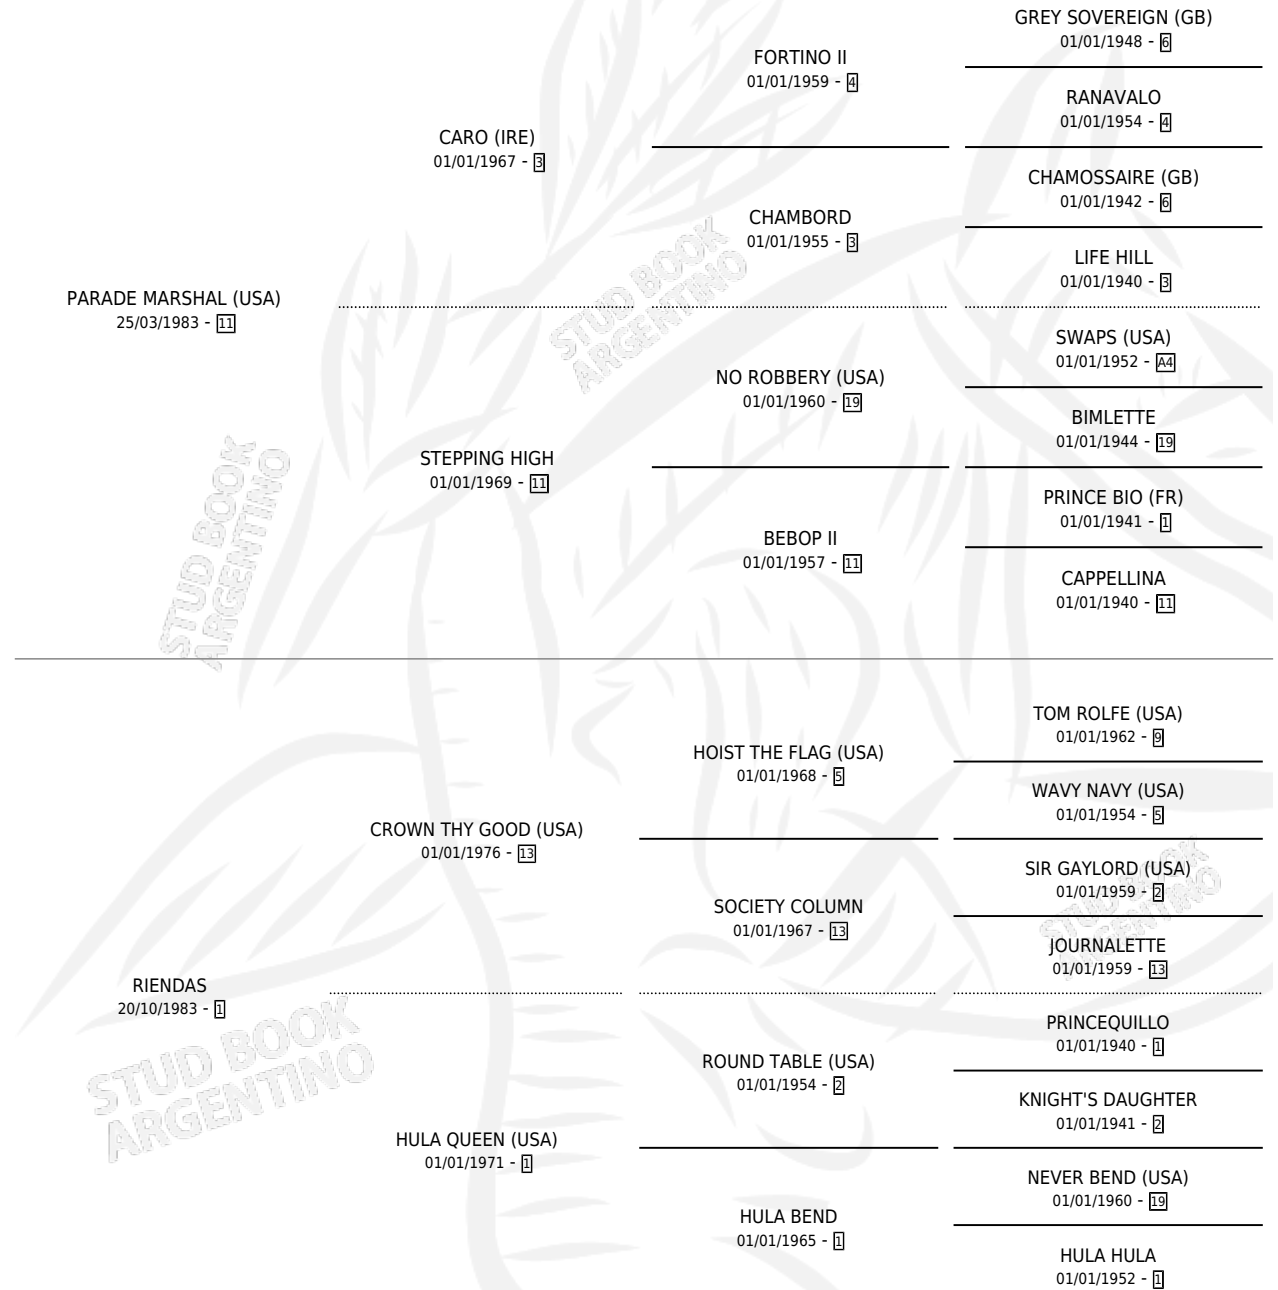 GREY SOVEREIGN (GB)
01/01/1948 - 6
FORTINO II
01/01/1959 - 4
RANAVALO
01/01/1954 - 4
CARO (IRE)
01/01/1967 - 3
CHAMOSSAIRE (GB)
01/01/1942 - 6
CHAMBORD
01/01/1955 - 3
LIFE HILL
01/01/1940 - 3
PARADE MARSHAL (USA)
25/03/1983 - 11
SWAPS (USA)
01/01/1952 - A4
NO ROBBERY (USA)
01/01/1960 - 19
BIMLETTE
01/01/1944 - 19
STEPPING HIGH
01/01/1969 - 11
PRINCE BIO (FR)
01/01/1941 - 1
BEBOP II
01/01/1957 - 11
CAPPELLINA
01/01/1940 - 11
STUD BOOK
ARGENTINO
STUD BOOK
ARGENTINO
TOM ROLFE (USA)
01/01/1962 - 9
HOIST THE FLAG (USA)
01/01/1968 - 5
WAVY NAVY (USA)
01/01/1954 - 5
CROWN THY GOOD (USA)
01/01/1976 - 13
SIR GAYLORD (USA)
01/01/1959 - 2
SOCIETY COLUMN
01/01/1967 - 13
JOURNALETTE
01/01/1959 - 13
STUD BOOK
ARGENTINO
RIENDAS
20/10/1983 - 1
PRINCEQUILLO
01/01/1940 - 1
ROUND TABLE (USA)
01/01/1954 - 2
KNIGHT'S DAUGHTER
01/01/1941 - 2
STUD BOOK
ARGENTINO
HULA QUEEN (USA)
01/01/1971 - 1
NEVER BEND (USA)
01/01/1960 - 19
HULA BEND
01/01/1965 - 1
HULA HULA
01/01/1952 - 1